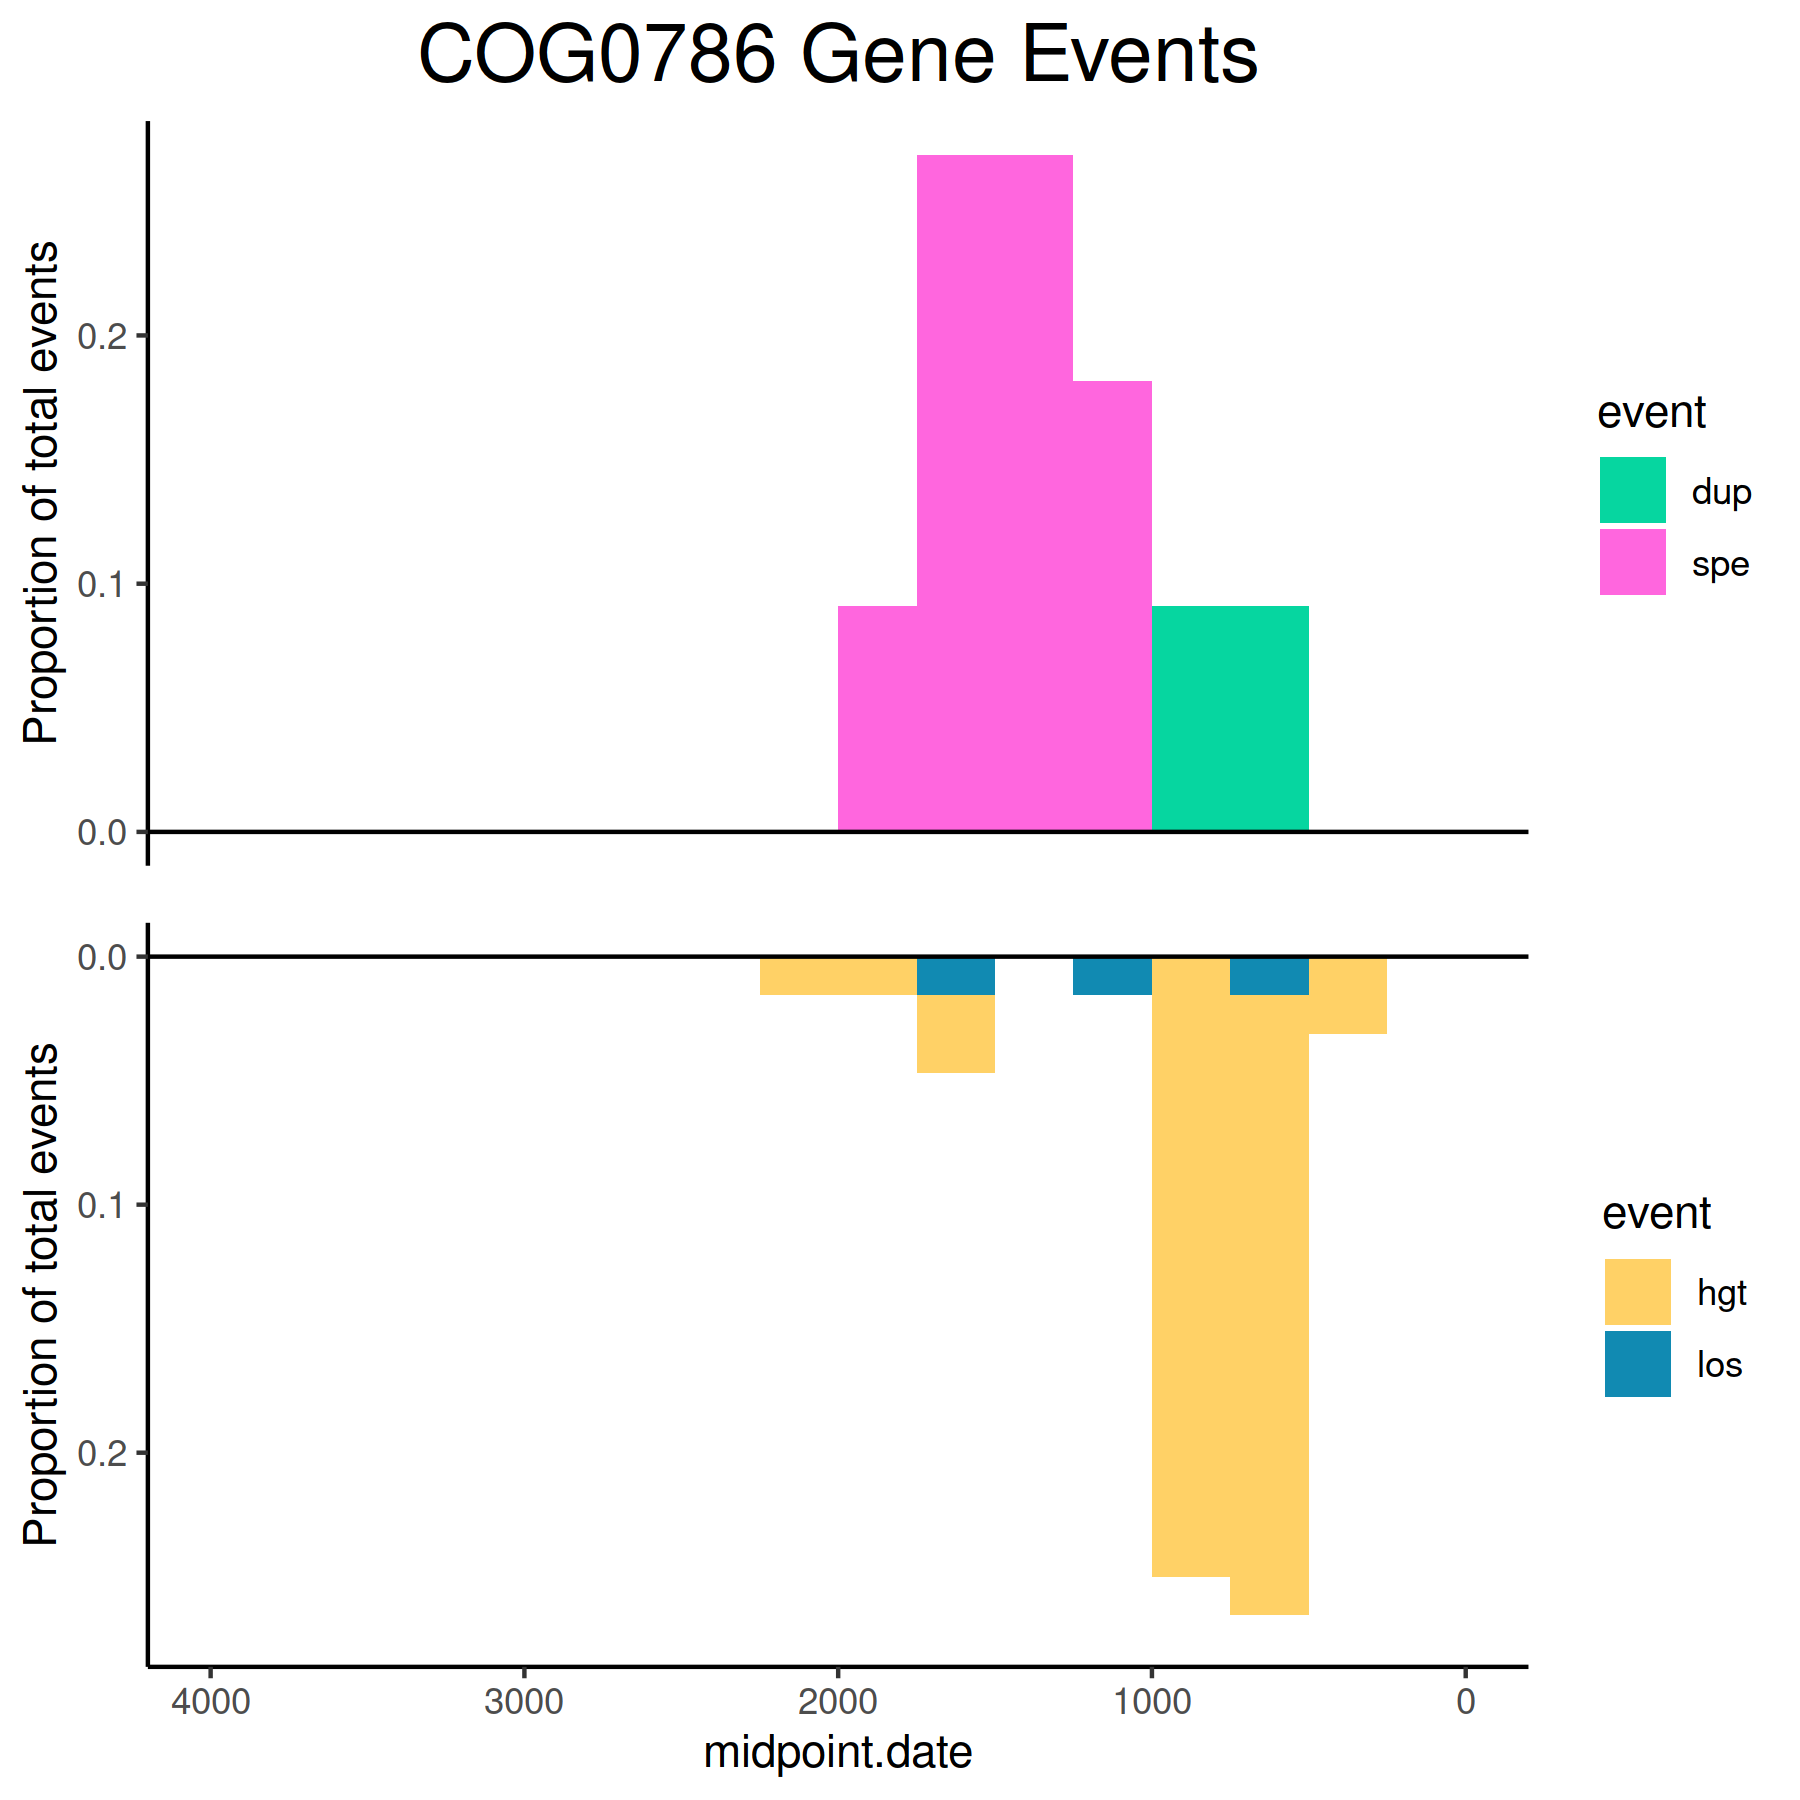 COG0786 Gene Events
Proportion of total events
0.2
0.1
0.0
event
dup
spe
Proportion of total events
0.0
0.1
0.2
event
hgt
los
4000 3000 2000 1000 0
midpoint.date